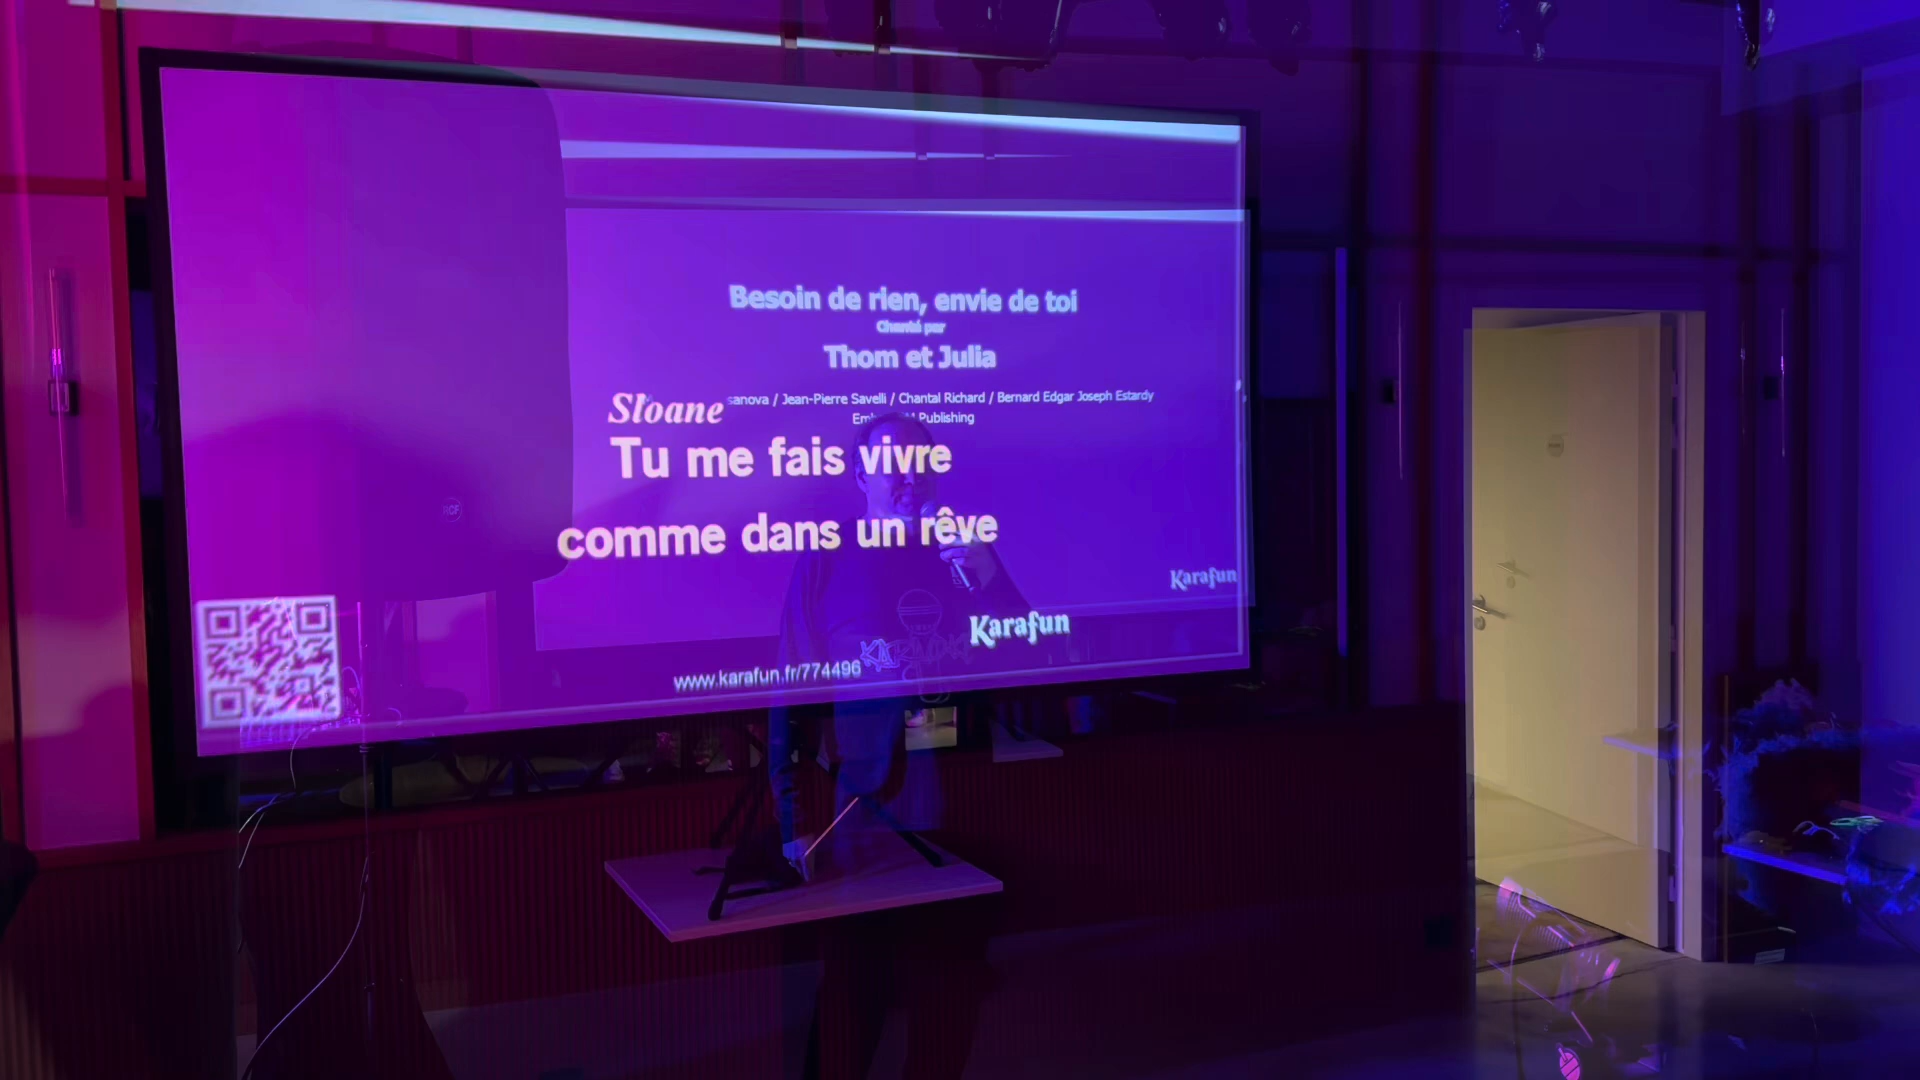 Besoin de rien, envie de toi
Chanté par
Thom et Julia
sanova / Jean-Pierre Savelli / Chantal Richard / Bernard Edgar Joseph Estardy
Publishing
Sloane
Tu me fais vivre
comme dans un rêve
Karafun
Karafun
www.karafun.fr/774496
RCF